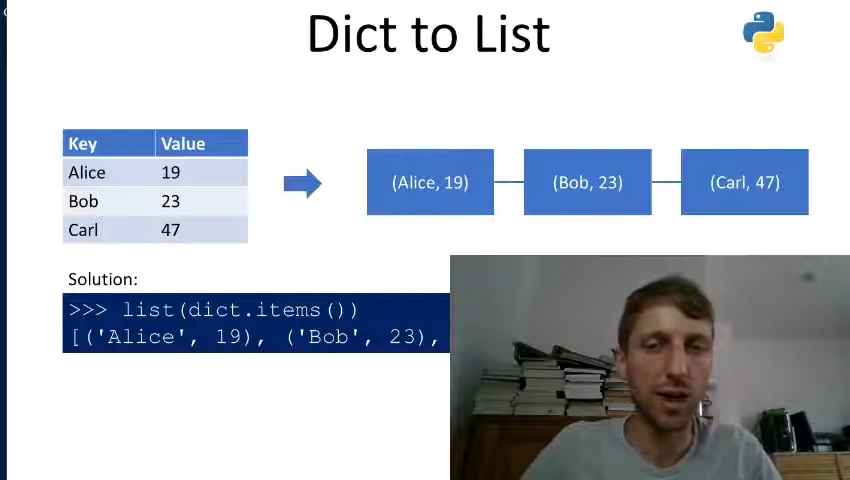 Dict to List
Key Value
Alice 19
Bob 23
Carl 47
(Alice, 19) (Bob, 23) (Carl, 47)
Solution:
>>> list(dict.items())
[('Alice', 19), ('Bob', 23),